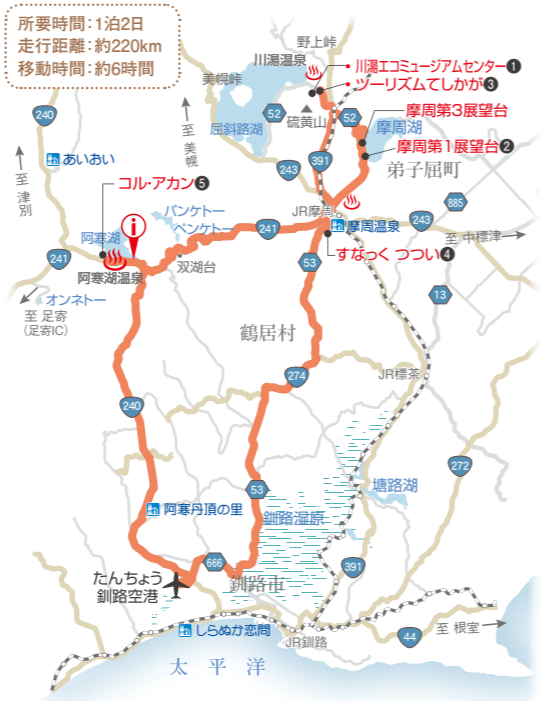 所要時間：1泊2日
走行距離：約220km
移動時間：約6時間
野上峠
川湯温泉
川湯エコミュージアムセンター❶
ツーリズムてしかが❸
美幌峠
240
52
硫黄山
52
摩周第3展望台
至 美幌
屈斜路湖
摩周湖
摩周第1展望台❷
あいおい
391
弟子屈町
243
至 津別
コル・アカン❺
885
パンケトー
JR摩周
阿寒湖
ペンケトー
241
摩周温泉
243
至 中標津
241
すなっく つつい❹
阿寒湖温泉
双湖台
53
オンネトー
13
至 足寄
(足寄IC)
鶴居村
274
JR標茶
240
272
53
塘路湖
阿寒丹頂の里
釧路湿原
666
391
たんちょう
釧路空港
釧路市
しらぬか恋問
JR釧路
至 根室
44
太平洋